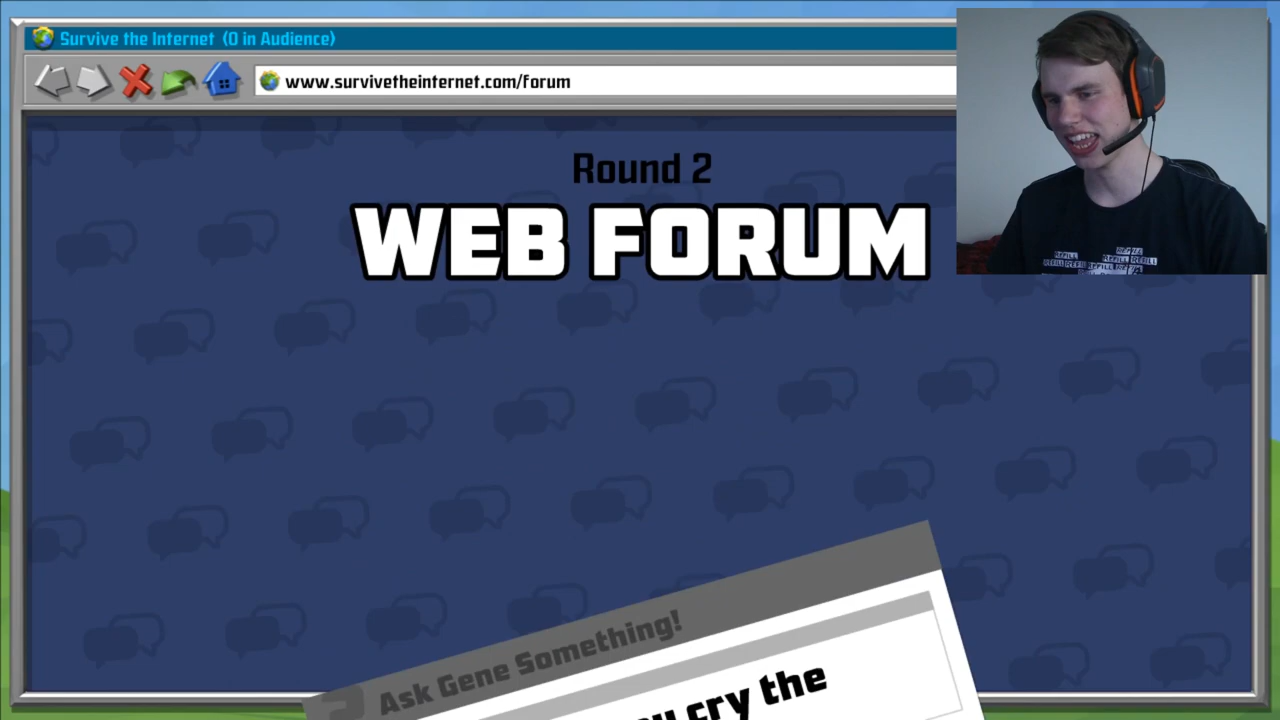 Survive the Internet (0 in Audience)
www.survivetheinternet.com/forum
Round 2
WEB FORUM
Ask Gene Something!
cry the
REFILL